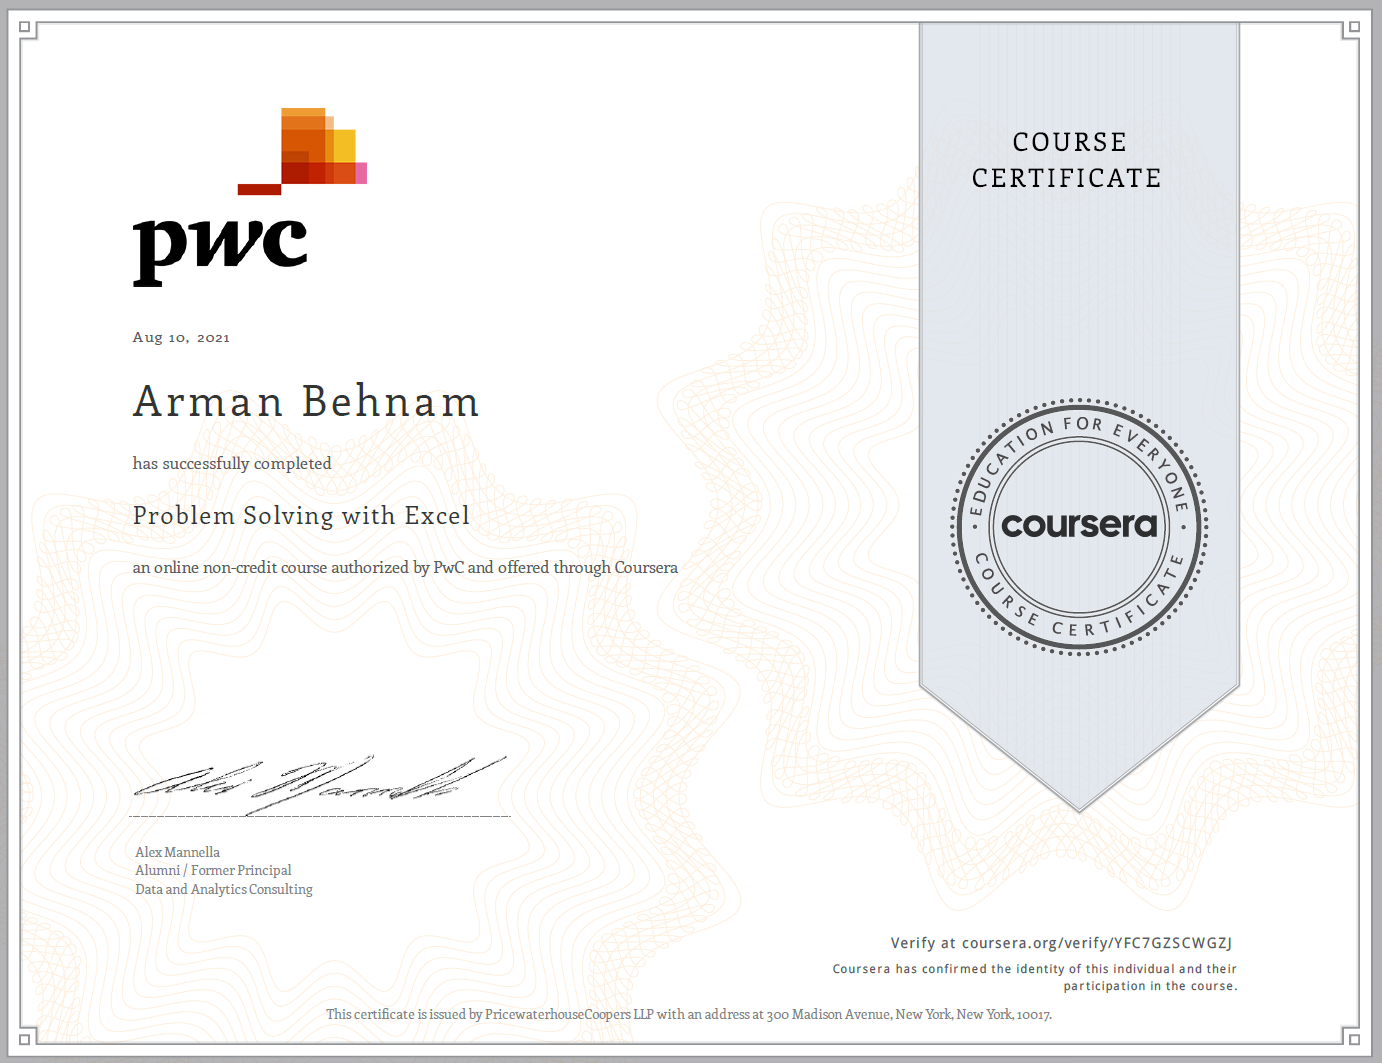 pwc
Aug 10, 2021
Arman Behnam
has successfully completed
Problem Solving with Excel
an online non-credit course authorized by PwC and offered through Coursera
Alex Mannella
Alumni / Former Principal
Data and Analytics Consulting
COURSE
CERTIFICATE
EDUCATION FOR EVERYONE
coursera
COURSE CERTIFICATE
Verify at coursera.org/verify/YFC7GZSCWGZJ
Coursera has confirmed the identity of this individual and their
participation in the course.
This certificate is issued by PricewaterhouseCoopers LLP with an address at 300 Madison Avenue, New York, New York, 10017.